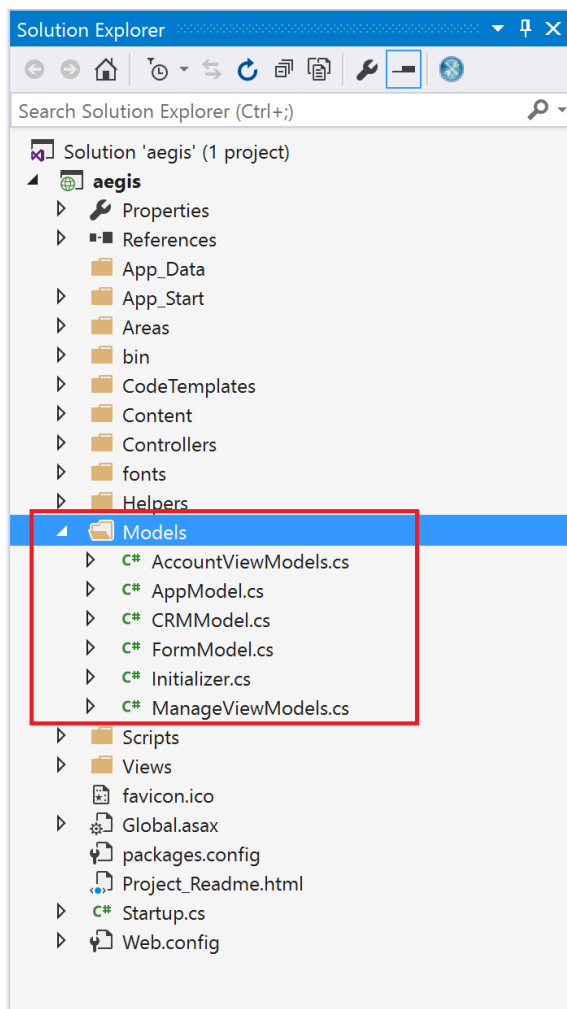 Solution Explorer
Search Solution Explorer (Ctrl+;)
Solution 'aegis' (1 project)
aegis
Properties
References
App_Data
App_Start
Areas
bin
CodeTemplates
Content
Controllers
fonts
Helpers
Models
C# AccountViewModels.cs
C# AppModel.cs
C# CRMModel.cs
C# FormModel.cs
C# Initializer.cs
C# ManageViewModels.cs
Scripts
Views
favicon.ico
Global.asax
packages.config
Project_Readme.html
C# Startup.cs
Web.config